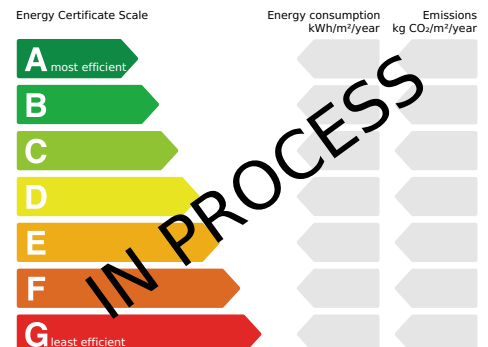 Energy Certificate Scale
Energy consumption
kWh/m²/year
Emissions
kg CO₂/m²/year
A most efficient
B
C
D
E
F
G least efficient
IN PROCESS